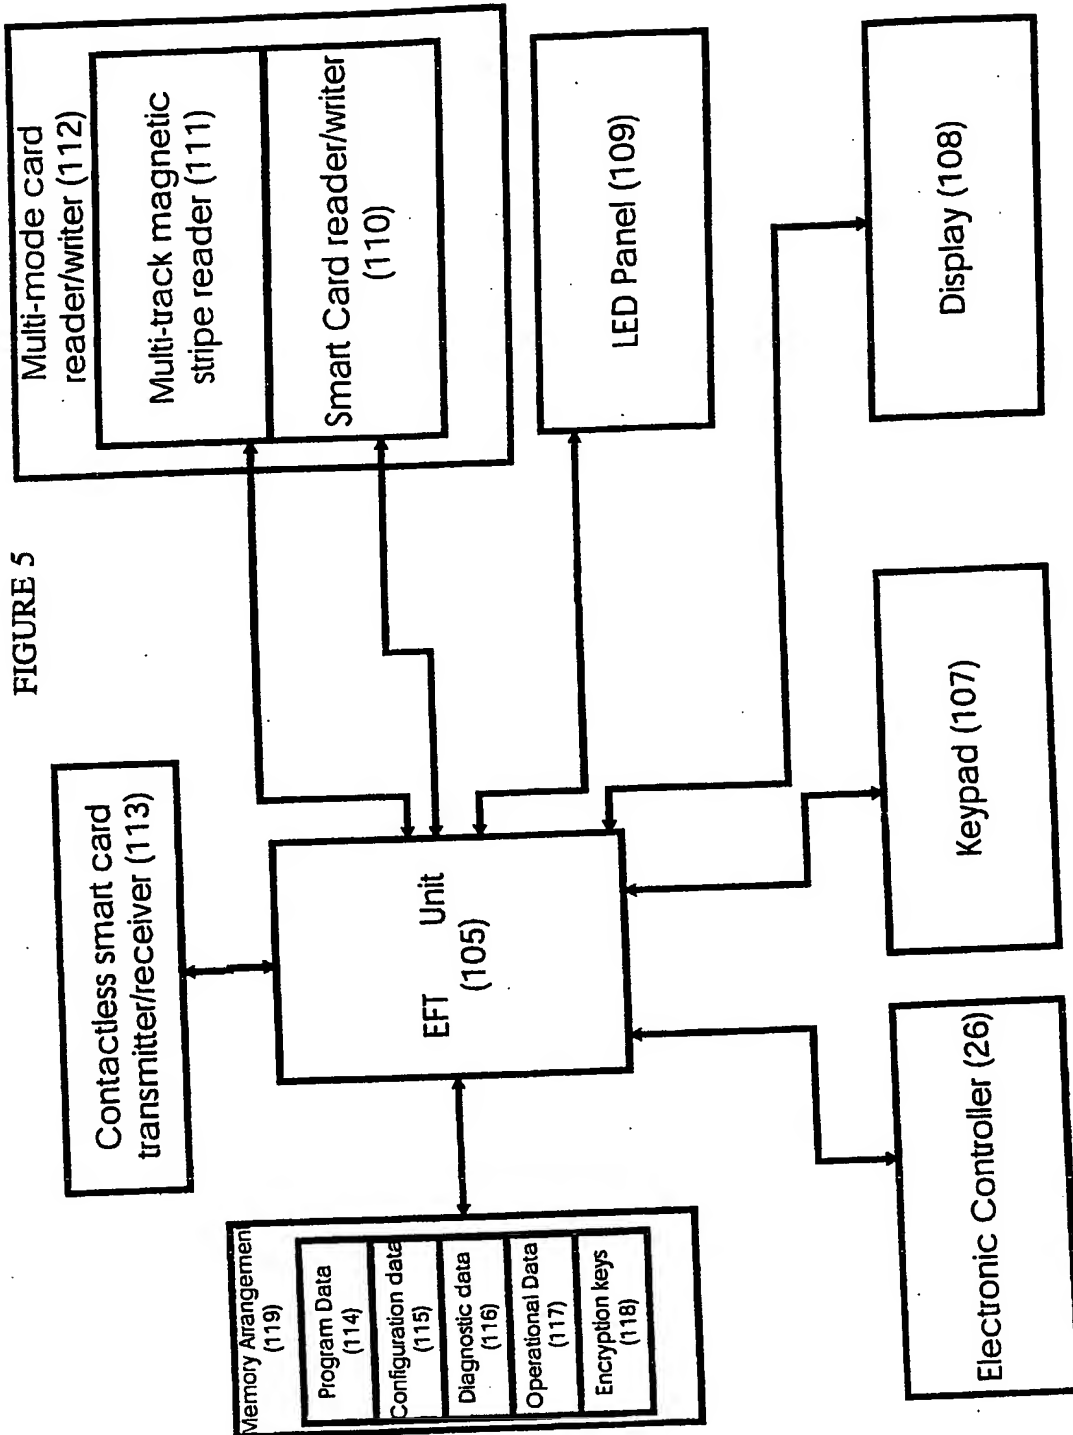 FIGURE 5
Contactless smart card
transmitter/receiver (113)
Multi-mode card
reader/writer (112)
Multi-track magnetic
stripe reader (111)
Smart Card reader/writer
(110)
Memory Arrangement
(119)
Program Data
(114)
Configuration data
(115)
Diagnostic data
(116)
Operational Data
(117)
Encryption keys
(118)
EFT Unit
(105)
LED Panel (109)
Electronic Controller (26)
Keypad (107)
Display (108)